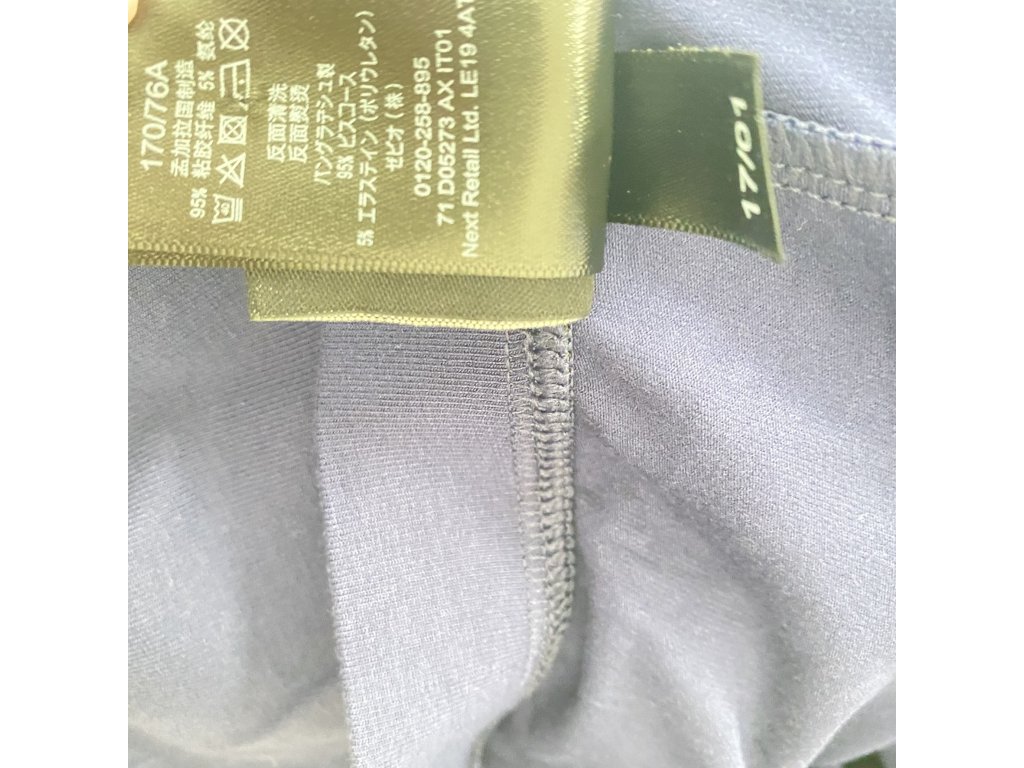 170/76A
孟加拉国制造
95% 粘胶纤维 5% 氨纶
40
反面清洗
反面熨烫
バングラデシュ製
95% ビスコース
5% エラステイン (ポリウレタン)
ゼビオ (株)
0120-258-895
71 D05273 AX IT01
Next Retail Ltd. LE19 4AT
17/01